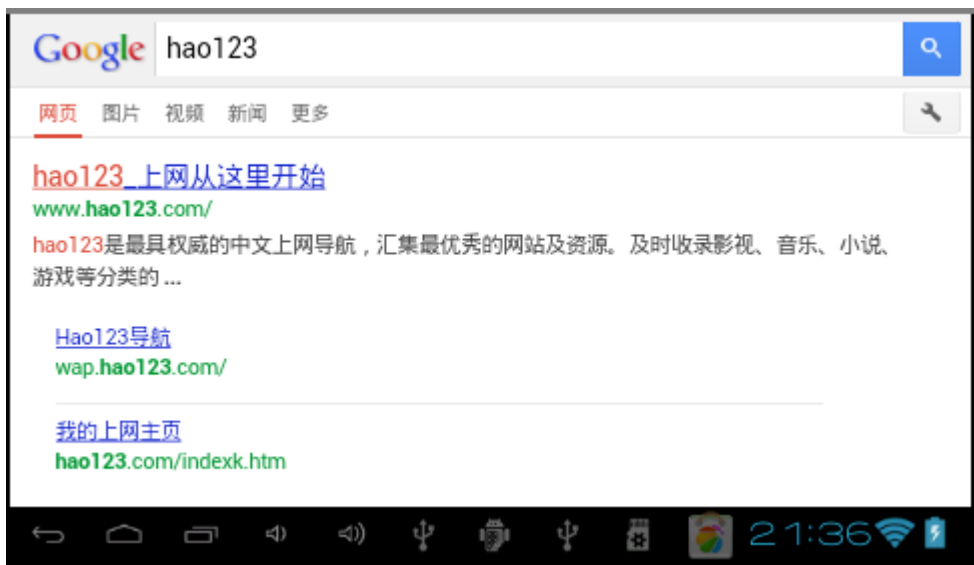 Google hao123
网页 图片 视频 新闻 更多
hao123_上网从这里开始
www.hao123.com/
hao123是最具权威的中文上网导航，汇集最优秀的网站及资源。及时收录影视、音乐、小说、
游戏等分类的 ...
Hao123导航
wap.hao123.com/
我的上网主页
hao123.com/indexk.htm
21:36